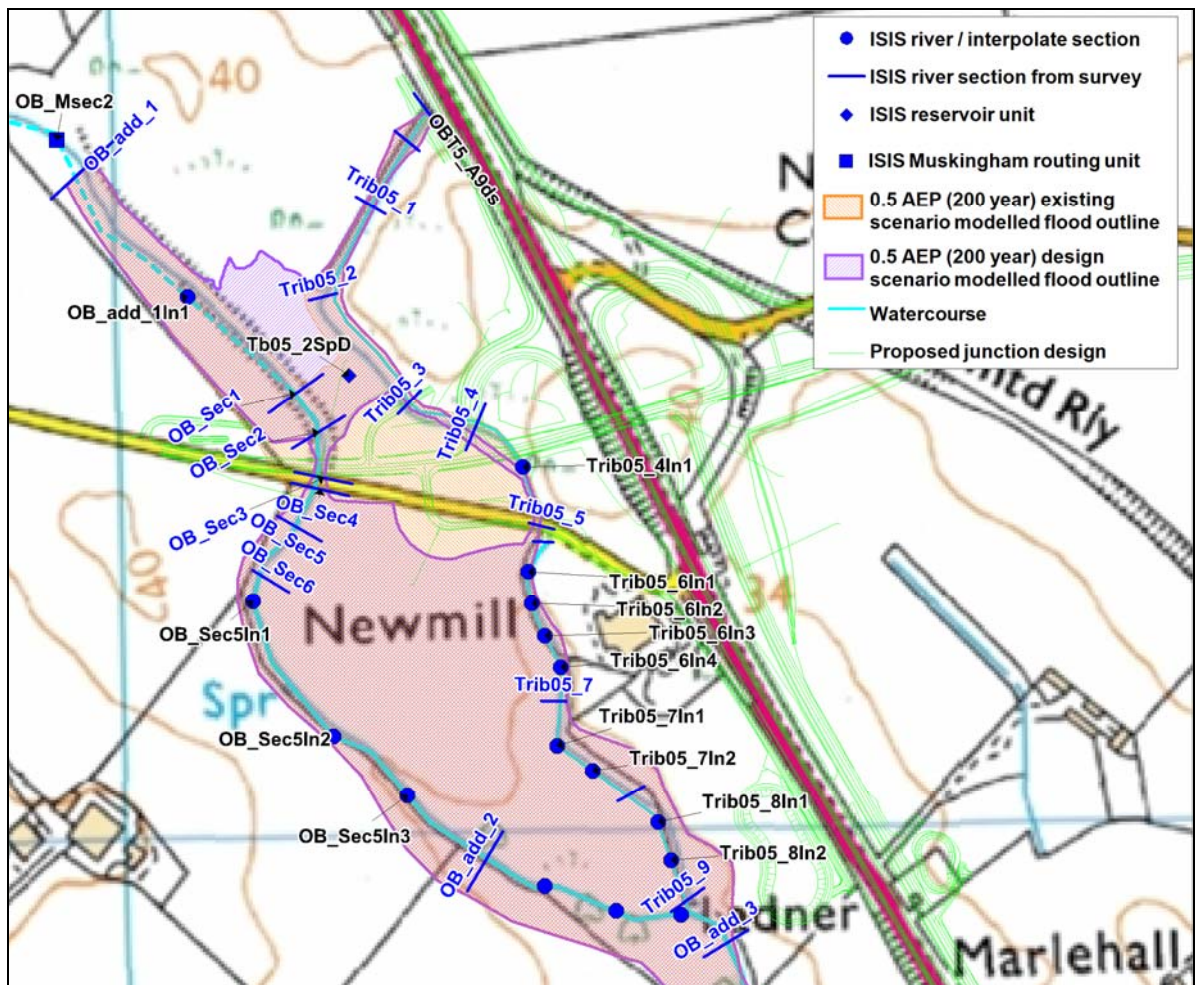 ISIS river / interpolate section
ISIS river section from survey
ISIS reservoir unit
ISIS Muskingham routing unit
0.5 AEP (200 year) existing
scenario modelled flood outline
0.5 AEP (200 year) design
scenario modelled flood outline
Watercourse
Proposed junction design
40
OB_Msec2
OB_add_1
OBT5_A9ds
Trib05_1
N
C
Trib05_2
OB_add_1In1
Tb05_2SpD
Trib05_3
Trib05_4
OB_Sec1
OB_Sec2
Trib05_4In1
mtd Rly
OB_Sec3
OB_Sec4
Trib05_5
OB_Sec5
OB_Sec6
40
Trib05_6In1
34
Trib05_6In2
Newmill
OB_Sec5In1
Trib05_6In3
Trib05_6In4
Trib05_7
Spr
Trib05_7In1
OB_Sec5In2
Trib05_7In2
Trib05_8In1
OB_Sec5In3
OB_add_2
Trib05_8In2
Trib05_9
OB_add_3
Marlehall